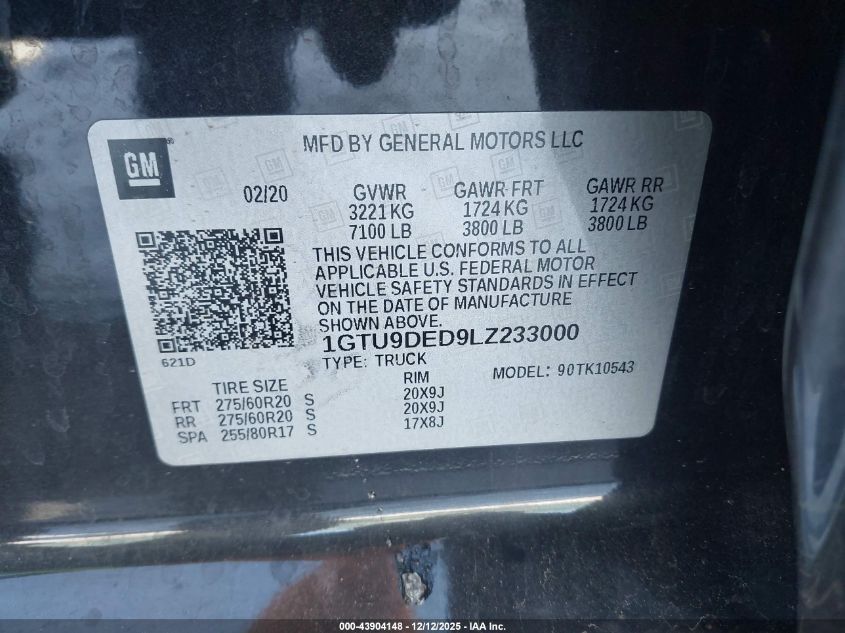 GM
MFD BY GENERAL MOTORS LLC
02/20 GVWR GAWR FRT GAWR RR
3221 KG 1724 KG 1724 KG
7100 LB 3800 LB 3800 LB
THIS VEHICLE CONFORMS TO ALL
APPLICABLE U.S. FEDERAL MOTOR
VEHICLE SAFETY STANDARDS IN EFFECT
ON THE DATE OF MANUFACTURE
SHOWN ABOVE.
1GTU9DED9LZ233000
621D
TYPE: TRUCK
MODEL: 90TK10543
TIRE SIZE RIM
FRT 275/60R20 S 20X9J
RR 275/60R20 S 20X9J
SPA 255/80R17 S 17X8J
000-43904148 - 12/12/2025 - IAA Inc.